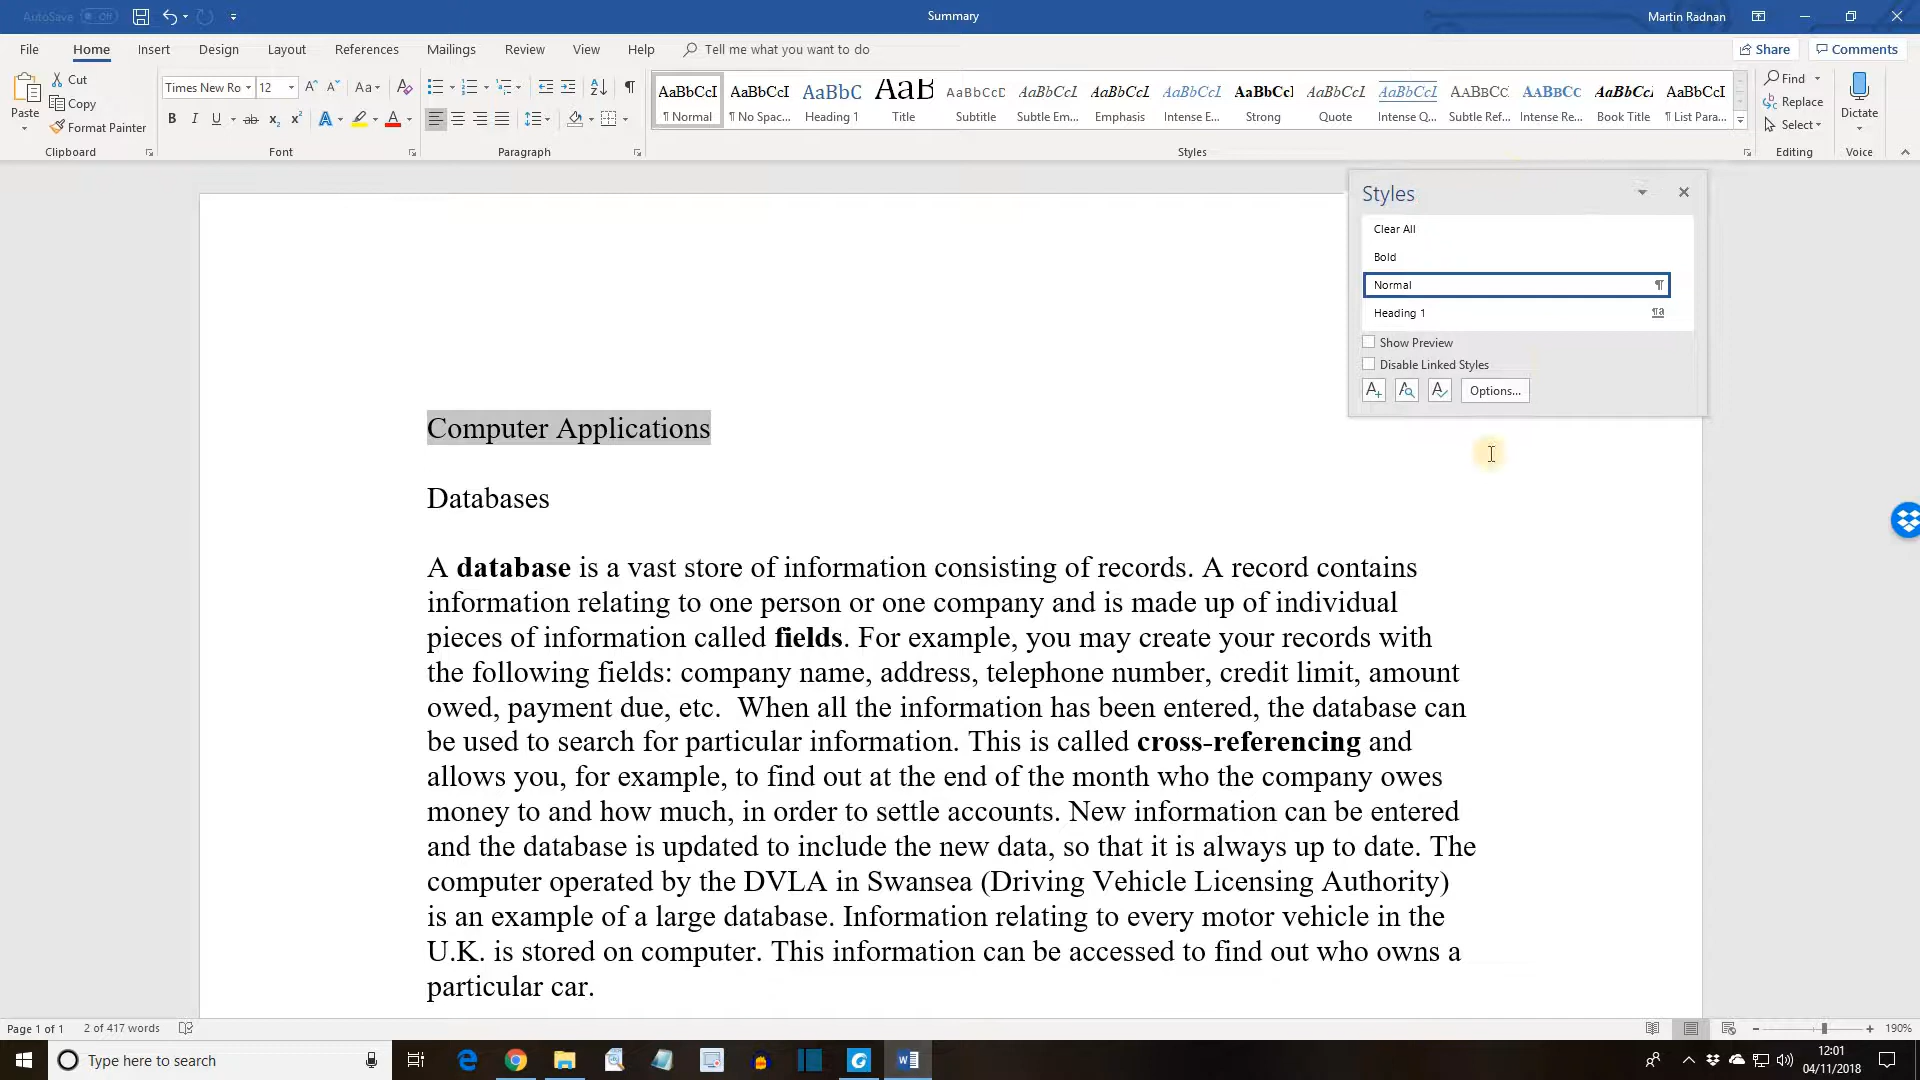 AutoSave Off
Summary
Martin Radnan
File Home Insert Design Layout References Mailings Review View Help Tell me what you want to do
Share Comments
Paste
Cut
Copy
Format Painter
Clipboard
Times New Ro 12
Aa
B I U ab x₂ x²
A A
Font
Paragraph
AaBbCcI AaBbCcI AaBbC AaB AaBbCcD AaBbCcI AaBbCcI AaBbCcI AaBbCcI AaBbCcI AaBbCcI AaBbCc AaBbCc AaBbCcI AaBbCcI
¶ Normal ¶ No Spac... Heading 1 Title Subtitle Subtle Em... Emphasis Intense E... Strong Quote Intense Q... Subtle Ref... Intense Re... Book Title ¶ List Para...
Styles
Find
Replace
Select
Editing
Dictate
Voice
Styles
Clear All
Bold
Normal ¶
Heading 1 ¶a
Show Preview
Disable Linked Styles
Options...
Computer Applications
Databases
A database is a vast store of information consisting of records. A record contains
information relating to one person or one company and is made up of individual
pieces of information called fields. For example, you may create your records with
the following fields: company name, address, telephone number, credit limit, amount
owed, payment due, etc. When all the information has been entered, the database can
be used to search for particular information. This is called cross-referencing and
allows you, for example, to find out at the end of the month who the company owes
money to and how much, in order to settle accounts. New information can be entered
and the database is updated to include the new data, so that it is always up to date. The
computer operated by the DVLA in Swansea (Driving Vehicle Licensing Authority)
is an example of a large database. Information relating to every motor vehicle in the
U.K. is stored on computer. This information can be accessed to find out who owns a
particular car.
Page 1 of 1 2 of 417 words
190%
Type here to search
12:01
04/11/2018